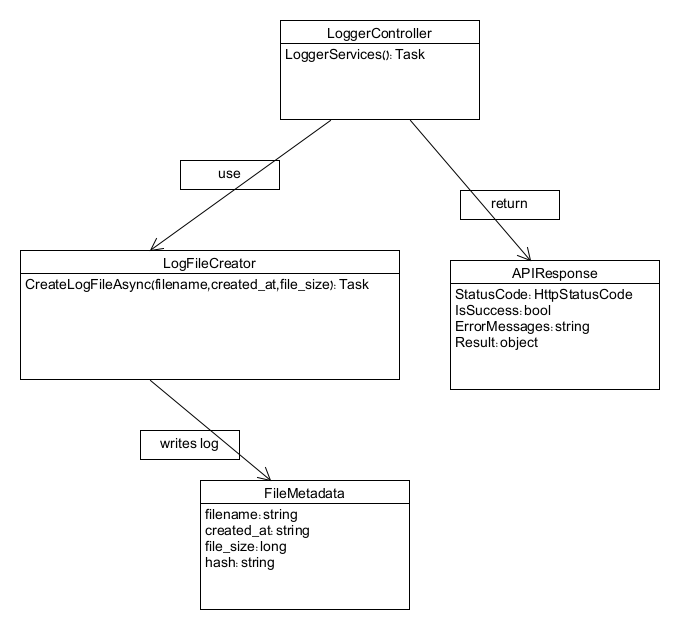 LoggerController
LoggerServices(): Task
use
return
LogFileCreator
CreateLogFileAsync(filename,created_at,file_size): Task
APIResponse
StatusCode: HttpStatusCode
IsSuccess: bool
ErrorMessages: string
Result: object
writes log
FileMetadata
filename: string
created_at: string
file_size: long
hash: string